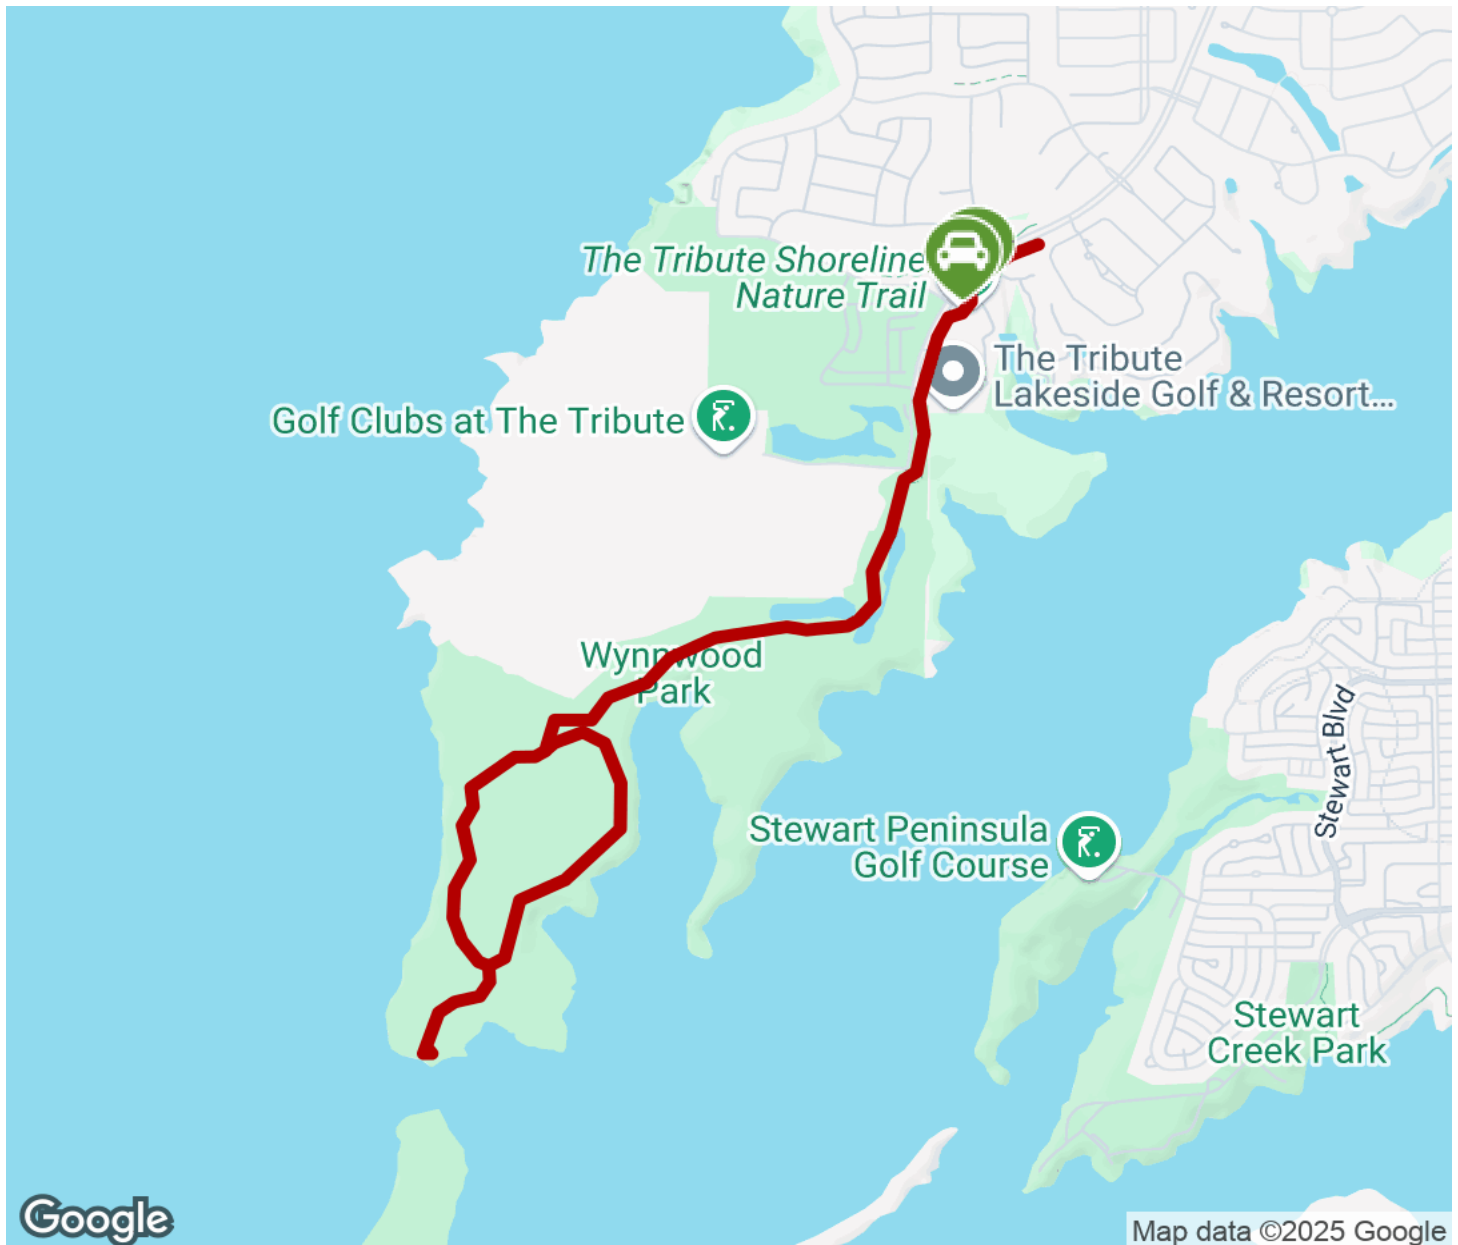 The Tribute Shoreline
Nature Trail
The Tribute
Lakeside Golf & Resort...
Golf Clubs at The Tribute
Wynnwood
Park
Stewart Blvd
Stewart Peninsula
Golf Course
Stewart
Creek Park
Google
Map data ©2025 Google